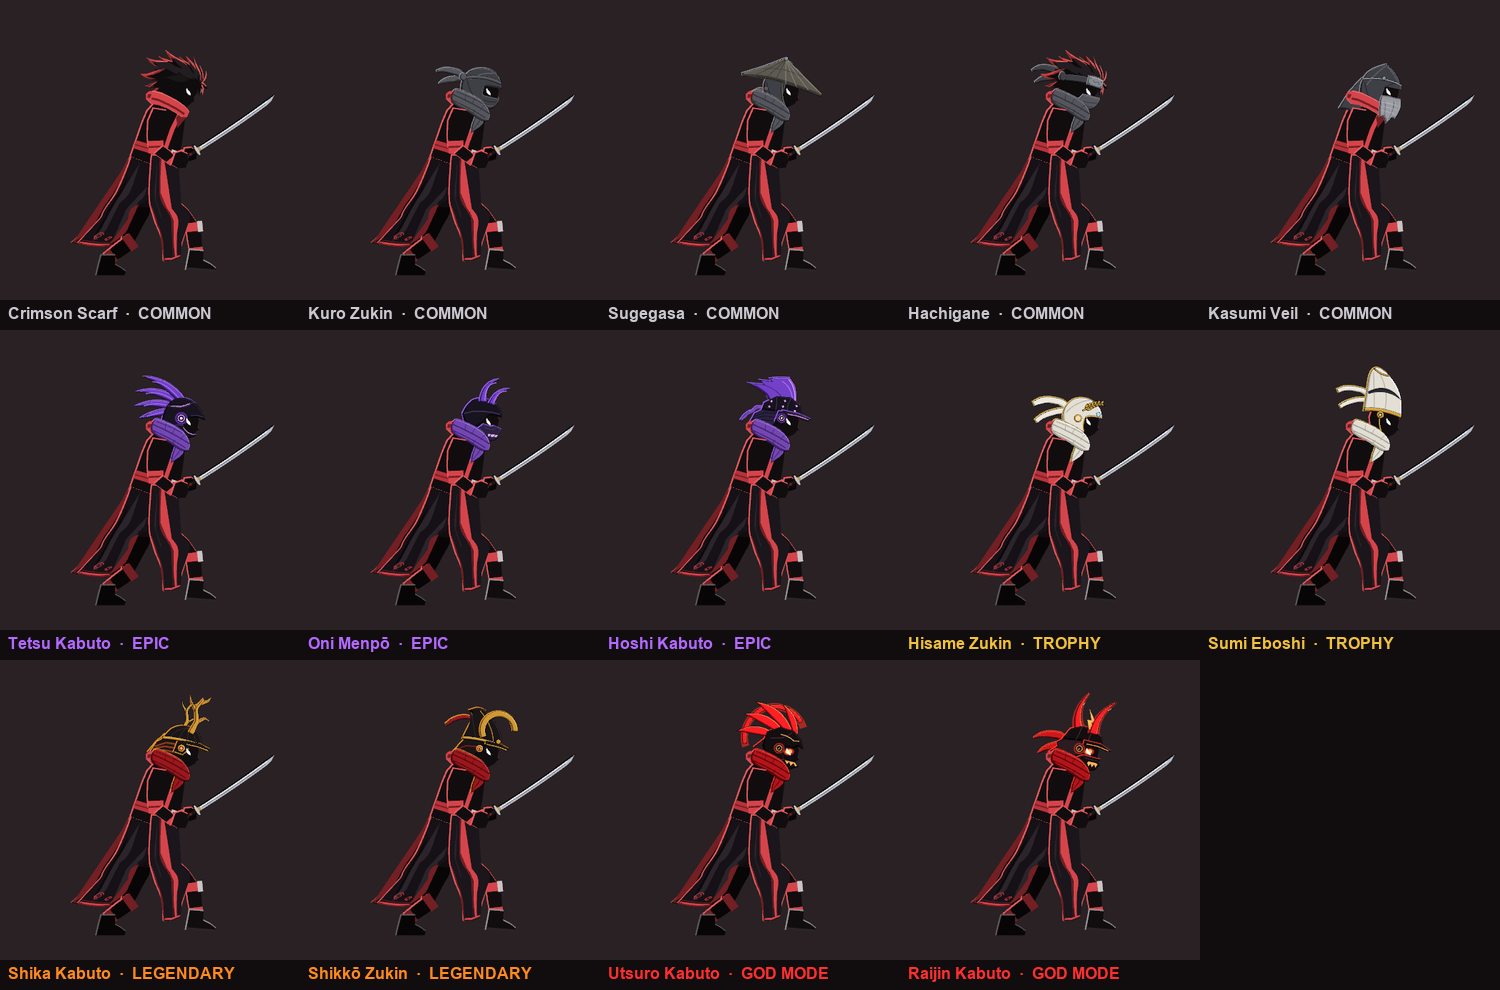 Crimson Scarf · COMMON
Kuro Zukin · COMMON
Sugegasa · COMMON
Hachigane · COMMON
Kasumi Veil · COMMON
Tetsu Kabuto · EPIC
Oni Menpō · EPIC
Hoshi Kabuto · EPIC
Hisame Zukin · TROPHY
Sumi Eboshi · TROPHY
Shika Kabuto · LEGENDARY
Shikkō Zukin · LEGENDARY
Utsuro Kabuto · GOD MODE
Raijin Kabuto · GOD MODE